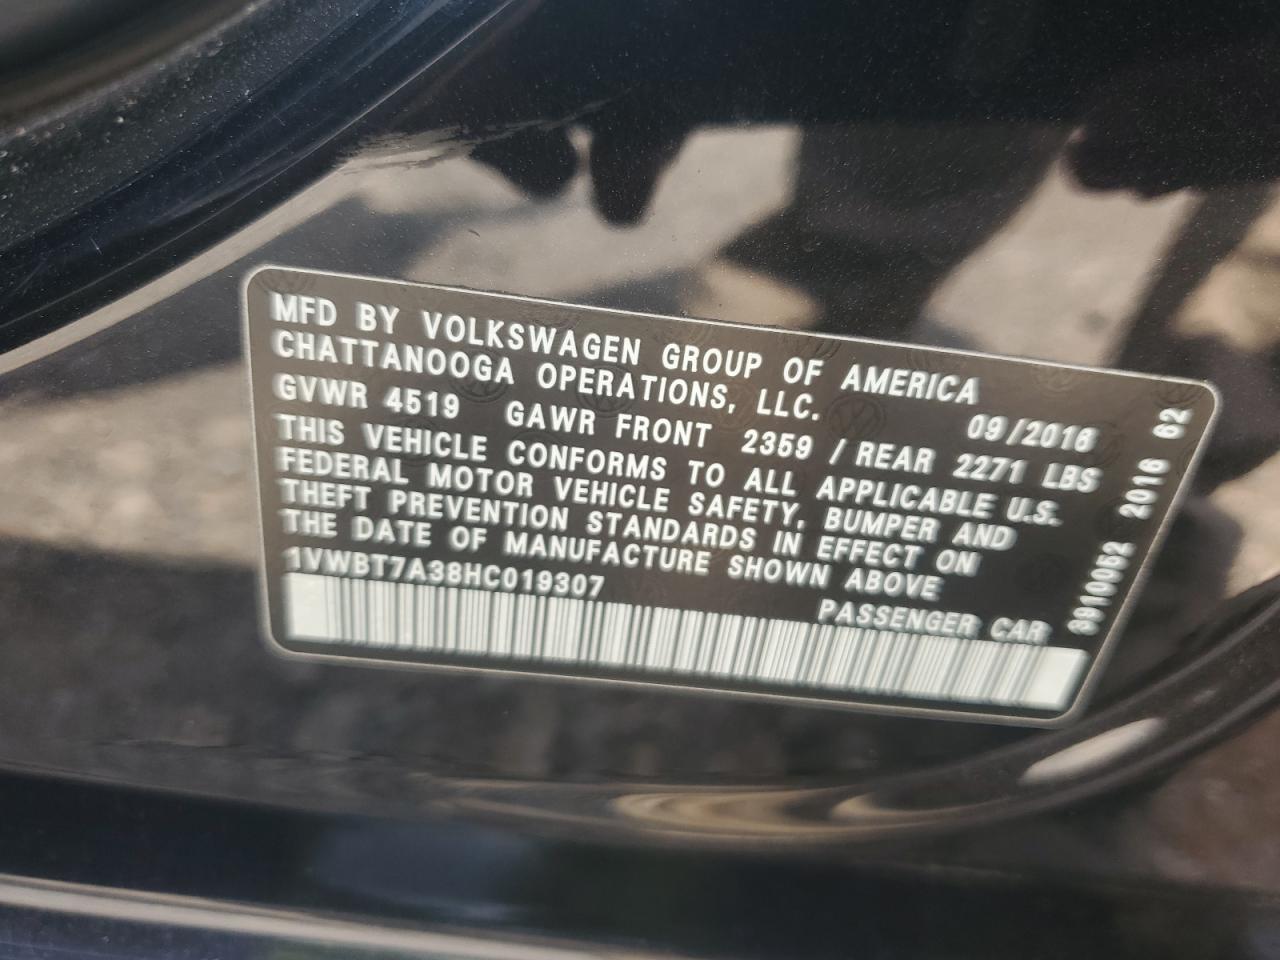 MFD BY VOLKSWAGEN GROUP OF AMERICA
CHATTANOOGA OPERATIONS, LLC.
09/2016
GVWR 4519 GAWR FRONT 2359 / REAR 2271 LBS
THIS VEHICLE CONFORMS TO ALL APPLICABLE U.S.
FEDERAL MOTOR VEHICLE SAFETY, BUMPER AND
THEFT PREVENTION STANDARDS IN EFFECT ON
THE DATE OF MANUFACTURE SHOWN ABOVE
1VWBT7A38HC019307
PASSENGER CAR
3910052 2016 62